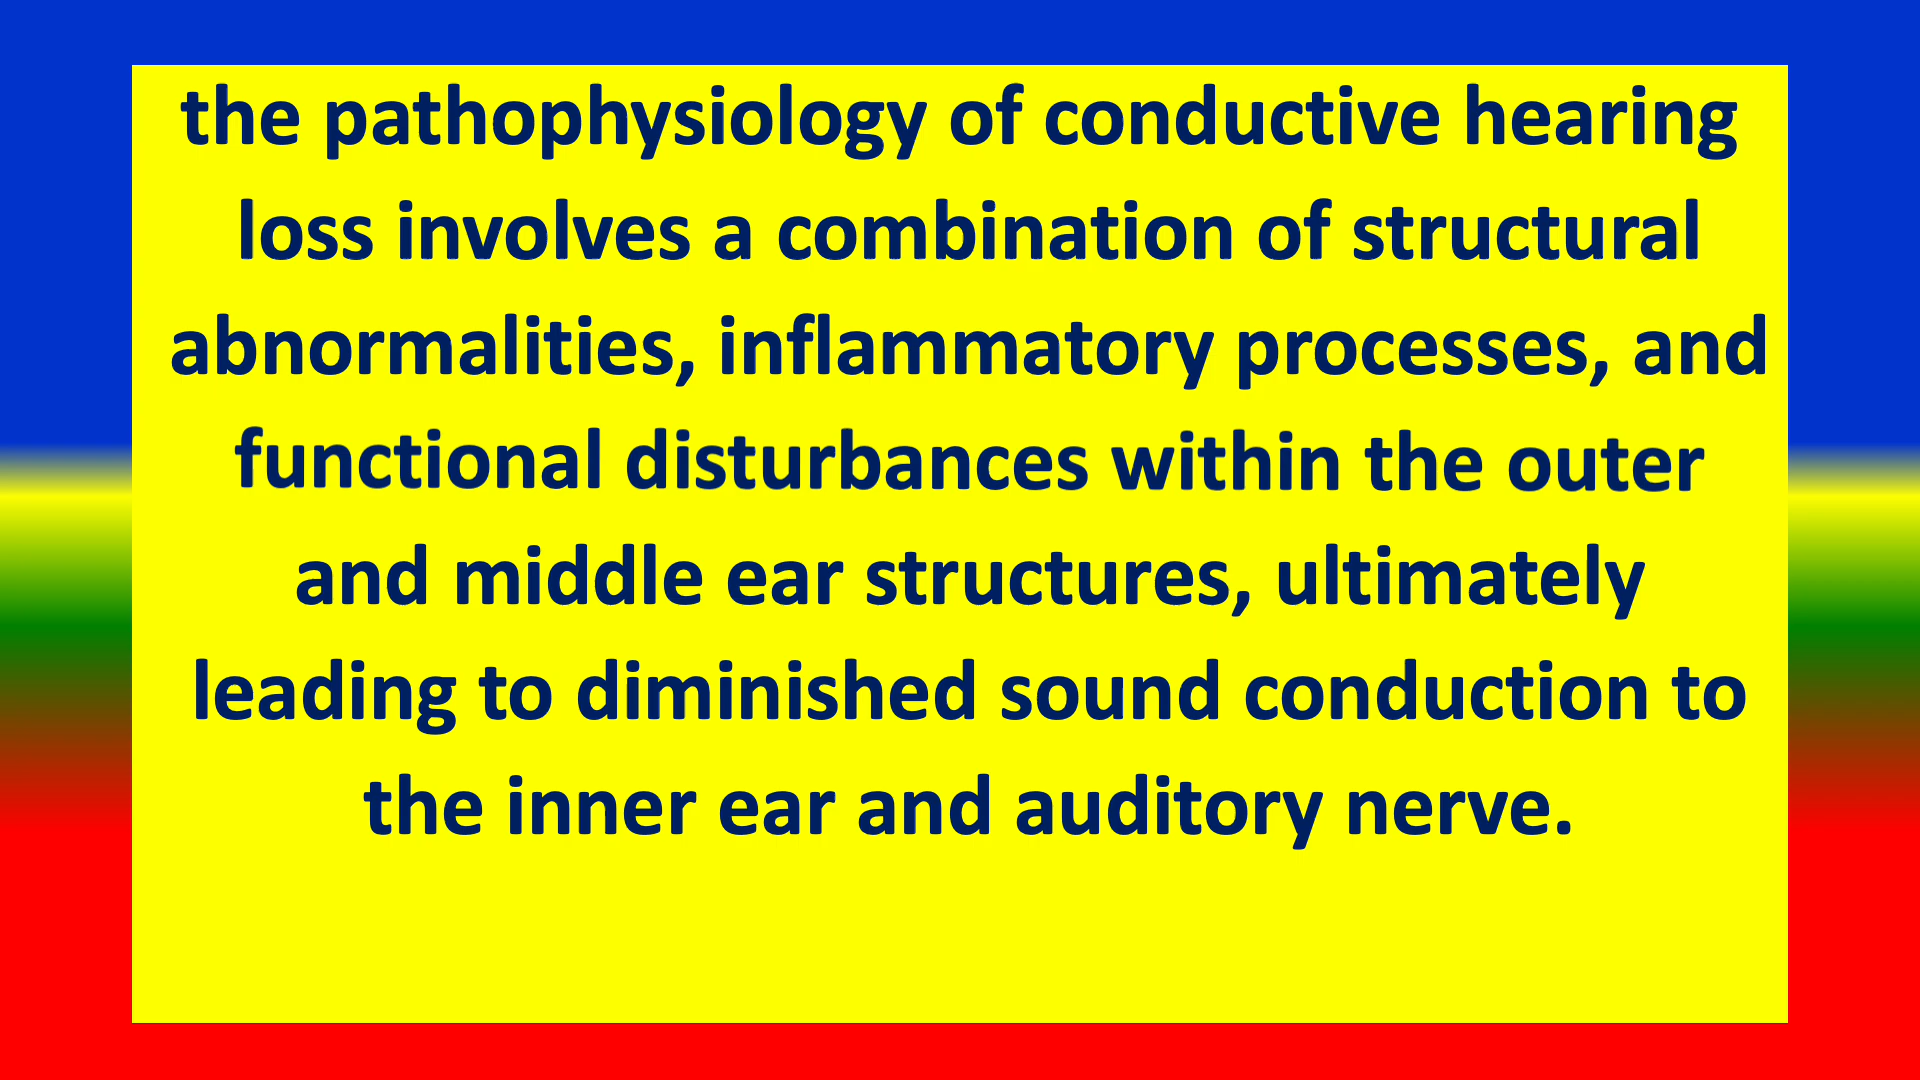 the pathophysiology of conductive hearing
loss involves a combination of structural
abnormalities, inflammatory processes, and
functional disturbances within the outer
and middle ear structures, ultimately
leading to diminished sound conduction to
the inner ear and auditory nerve.